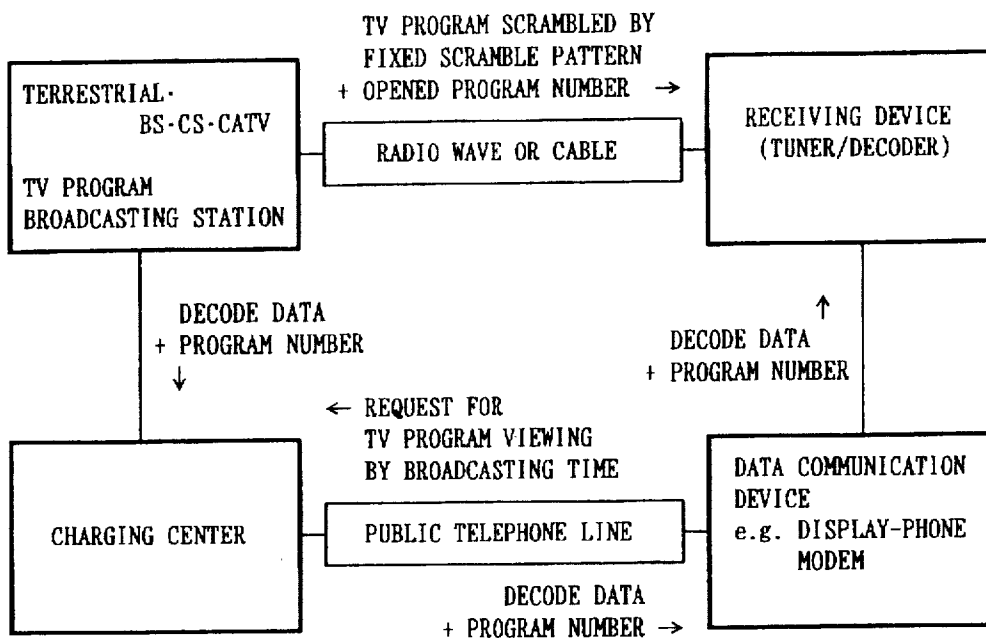 TV PROGRAM SCRAMBLED BY
FIXED SCRAMBLE PATTERN
+ OPENED PROGRAM NUMBER →
TERRESTRIAL·
BS·CS·CATV
TV PROGRAM
BROADCASTING STATION
RADIO WAVE OR CABLE
RECEIVING DEVICE
(TUNER/DECODER)
DECODE DATA
+ PROGRAM NUMBER
↓
↑
DECODE DATA
+ PROGRAM NUMBER
← REQUEST FOR
TV PROGRAM VIEWING
BY BROADCASTING TIME
CHARGING CENTER
PUBLIC TELEPHONE LINE
DATA COMMUNICATION
DEVICE
e.g. DISPLAY-PHONE
MODEM
DECODE DATA
+ PROGRAM NUMBER →